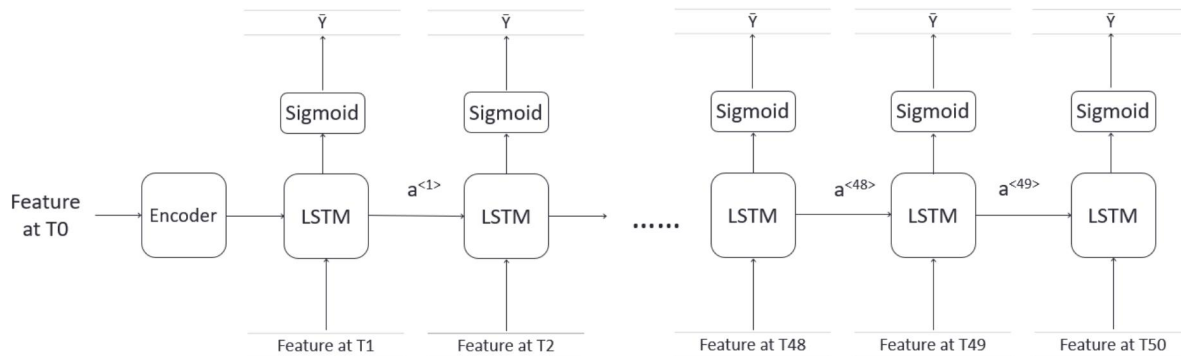 Ȳ Ȳ Ȳ Ȳ Ȳ
Sigmoid Sigmoid Sigmoid Sigmoid Sigmoid
Feature
at T0
Encoder LSTM a<1> LSTM ...... LSTM a<48> LSTM a<49> LSTM
Feature at T1 Feature at T2 Feature at T48 Feature at T49 Feature at T50